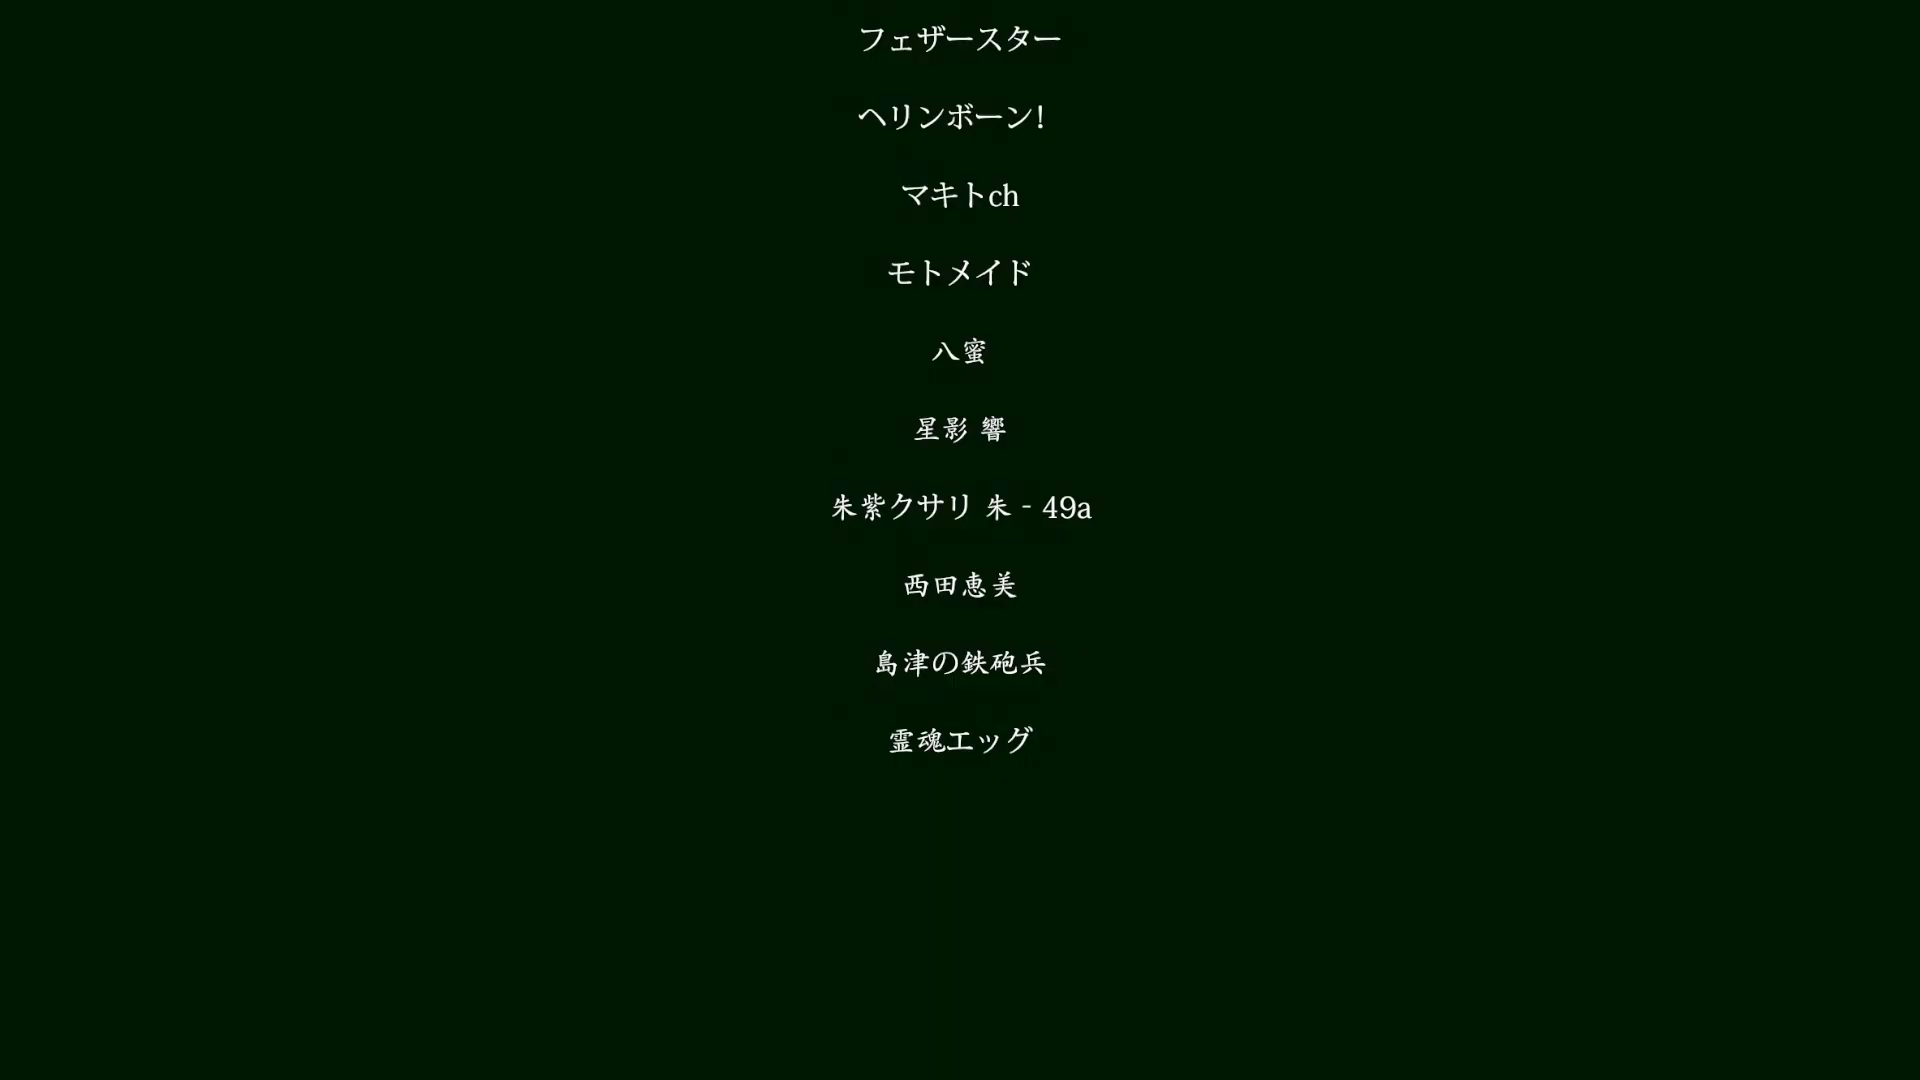 フェザースター
ヘリンボーン!
マキトch
モトメイド
八蜜
星影 響
朱紫クサリ 朱 - 49a
西田恵美
島津の鉄砲兵
霊魂エッグ